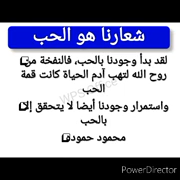 شعارنا هو الحب
لقد بدأ وجودنا بالحب، فالنفخة من
روح الله لتهب آدم الحياة كانت قمة
الحب
واستمرار وجودنا أيضا لا يتحقق إلا
بالحب
محمود حمودة
PowerDirector